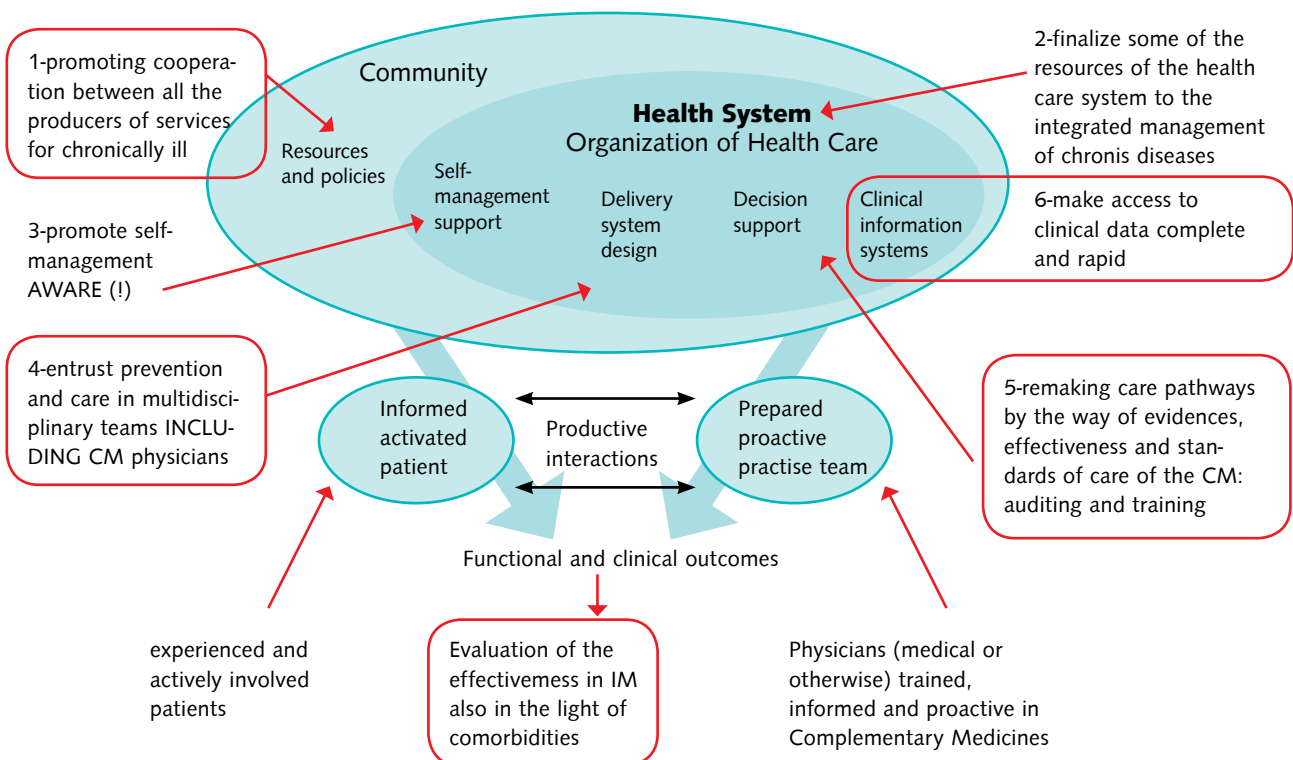 1-promoting coopera-
tion between all the
producers of services
for chronically ill
Community
Resources
and policies
Health System
Organization of Health Care
Self-
management
support
Delivery
system
design
Decision
support
Clinical
information
systems
2-finalize some of the
resources of the health
care system to the
integrated management
of chronis diseases
6-make access to
clinical data complete
and rapid
3-promote self-
management
AWARE (!)
4-entrust prevention
and care in multidisci-
plinary teams INCLU-
DING CM physicians
5-remaking care pathways
by the way of evidences,
effectiveness and stan-
dards of care of the CM:
auditing and training
Informed
activated
patient
Productive
interactions
Prepared
proactive
practise team
Functional and clinical outcomes
experienced and
actively involved
patients
Evaluation of the
effectiveness in IM
also in the light of
comorbidities
Physicians (medical or
otherwise) trained,
informed and proactive in
Complementary Medicines